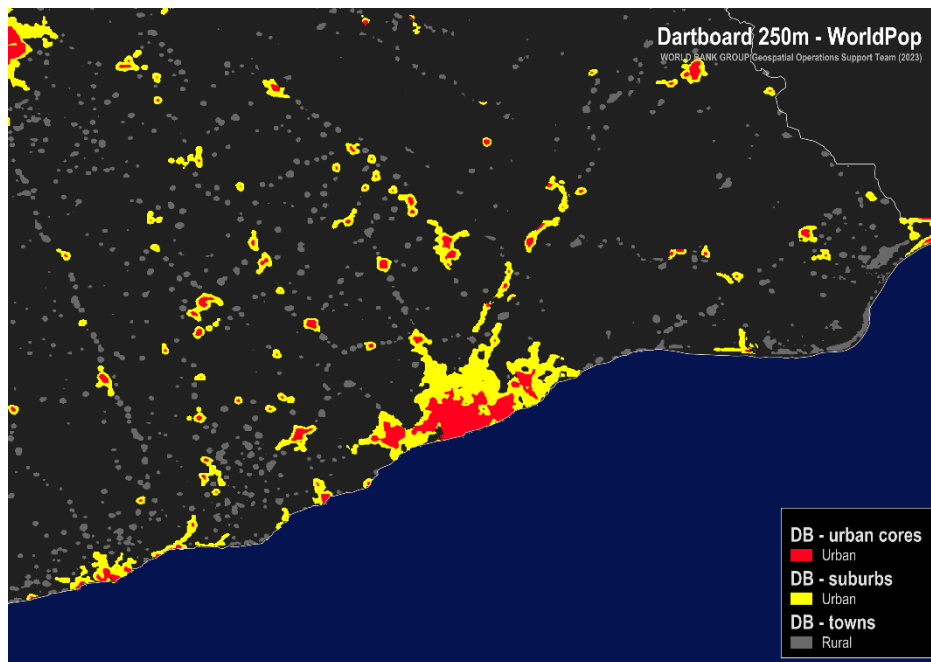 Dartboard 250m - WorldPop
WORLD BANK GROUP Geospatial Operations Support Team (2023)
DB - urban cores
Urban
DB - suburbs
Urban
DB - towns
Rural